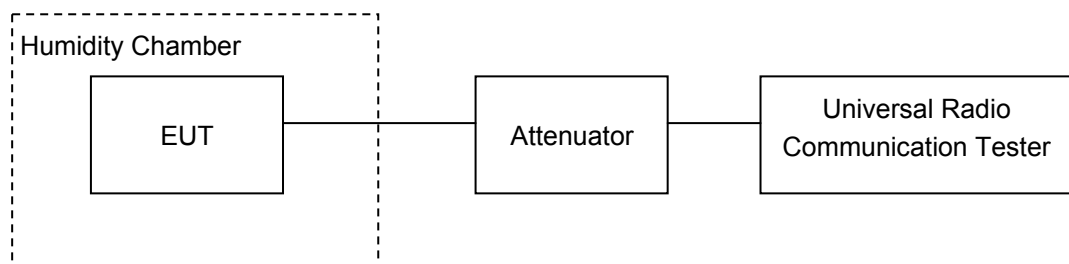 Humidity Chamber
EUT
Attenuator
Universal Radio
Communication Tester